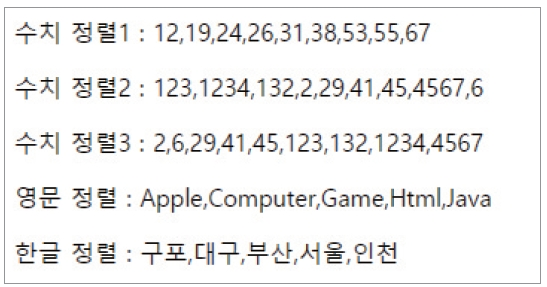 수치 정렬1 : 12,19,24,26,31,38,53,55,67
수치 정렬2 : 123,1234,132,2,29,41,45,4567,6
수치 정렬3 : 2,6,29,41,45,123,132,1234,4567
영문 정렬 : Apple,Computer,Game,Html,Java
한글 정렬 : 구포,대구,부산,서울,인천